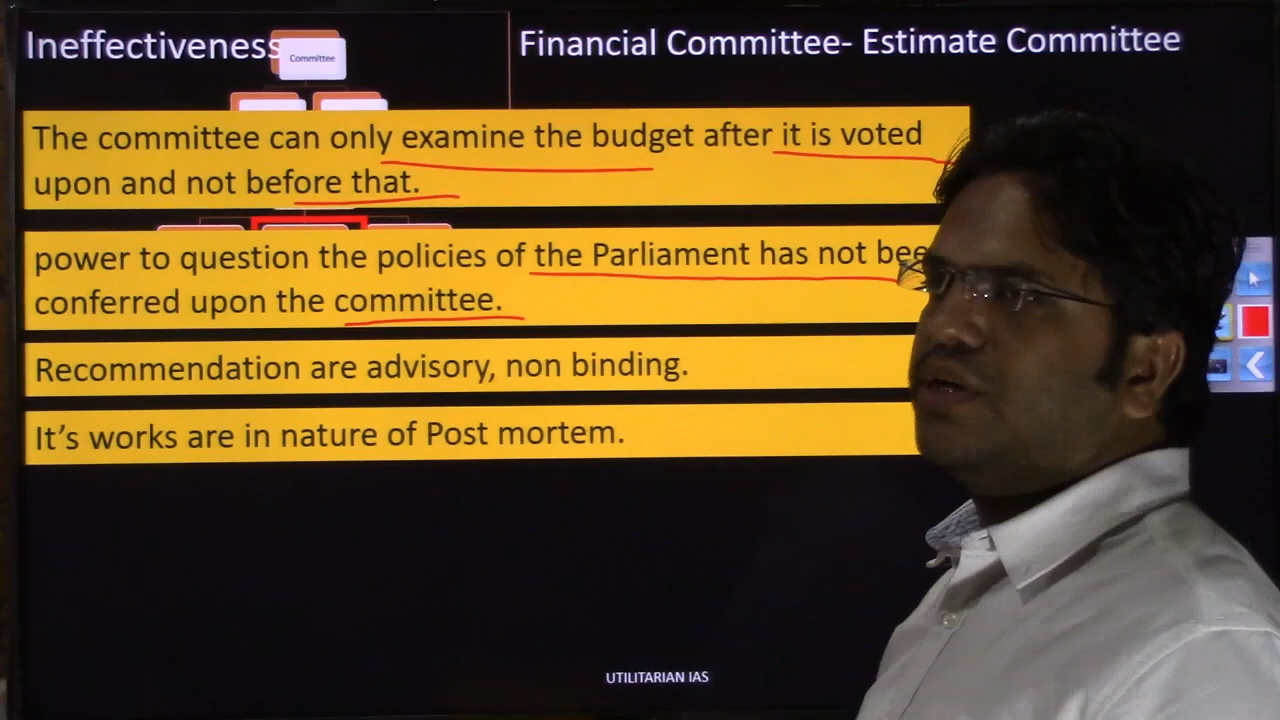 Ineffectiveness
Committee
Financial Committee- Estimate Committee
The committee can only examine the budget after it is voted
upon and not before that.
power to question the policies of the Parliament has not
conferred upon the committee.
Recommendation are advisory, non binding.
It's works are in nature of Post mortem.
UTILITARIAN IAS